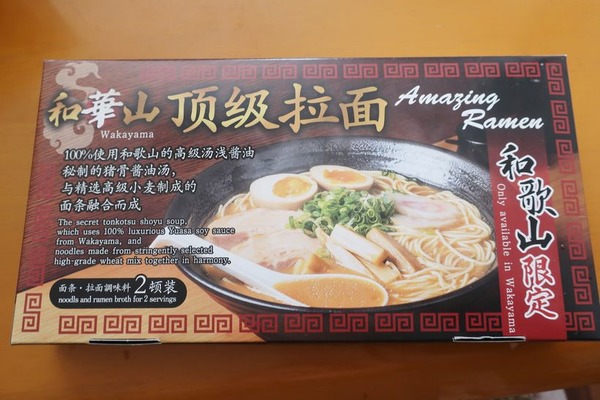 和華山顶级拉面
Wakayama
Amazing
Ramen
100%使用和歌山的高级汤浅酱油
秘制的猪骨酱油汤，
与精选高级小麦制成的
面条融合而成
The secret tonkotsu shoyu soup,
which uses 100% luxurious Yuasa soy sauce
from Wakayama, and
noodles made from stringently selected
high-grade wheat mix together in harmony.
面条・拉面調味料 2顿装
noodls and ramen broth for 2 servings
和歌山限定
Only available in Wakayama